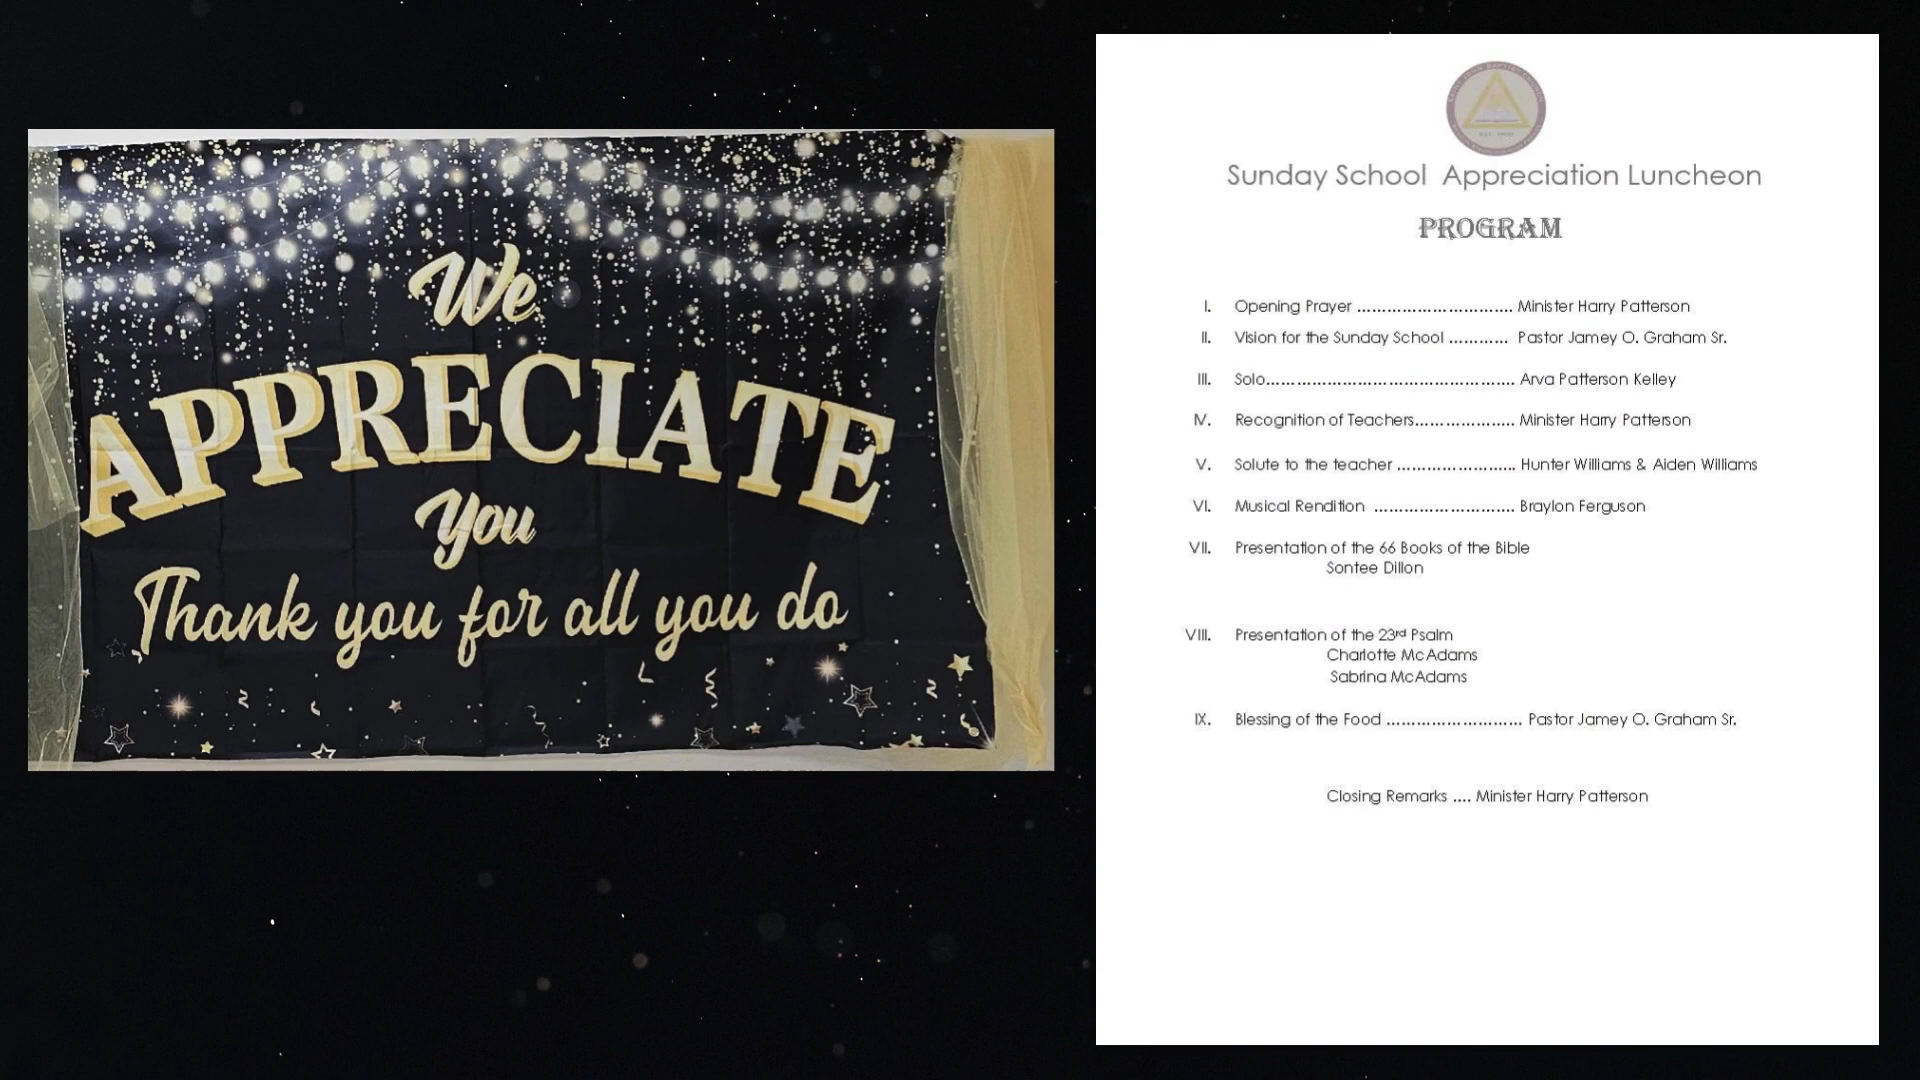 We
APPRECIATE
You
Thank you for all you do
Sunday School Appreciation Luncheon
PROGRAM
I. Opening Prayer ................................ Minister Harry Patterson
II. Vision for the Sunday School ............ Pastor Jamey O. Graham Sr.
III. Solo.................................................. Arva Patterson Kelley
IV. Recognition of Teachers.................... Minister Harry Patterson
V. Solute to the teacher ........................ Hunter Williams & Aiden Williams
VI. Musical Rendition ............................ Braylon Ferguson
VII. Presentation of the 66 Books of the Bible
Sontee Dillon
VIII. Presentation of the 23rd Psalm
Charlotte McAdams
Sabrina McAdams
IX. Blessing of the Food ........................... Pastor Jamey O. Graham Sr.
Closing Remarks .... Minister Harry Patterson